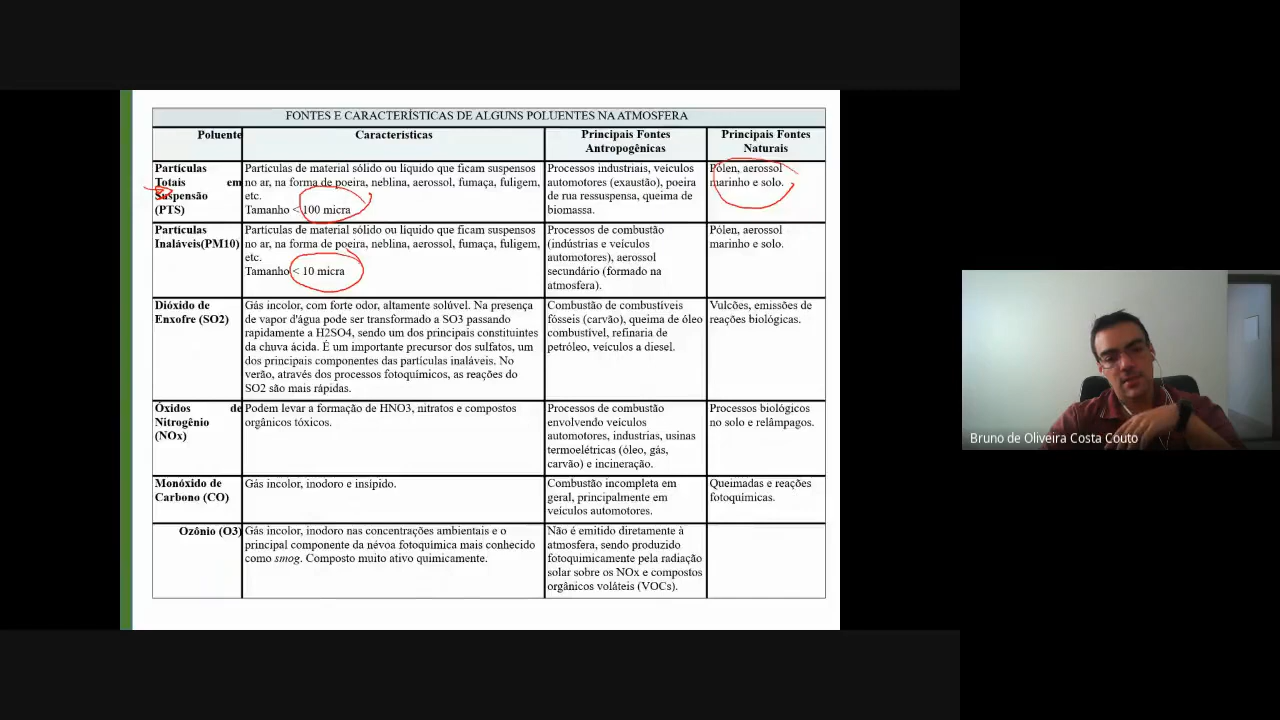 FONTES E CARACTERÍSTICAS DE ALGUNS POLUENTES NA ATMOSFERA
Poluente
Características
Principais Fontes
Antropogênicas
Principais Fontes
Naturais
Partículas
Totais em
Suspensão
(PTS)
Partículas de material sólido ou líquido que ficam suspensos
no ar, na forma de poeira, neblina, aerossol, fumaça, fuligem,
etc.
Tamanho < 100 micra
Processos industriais, veículos
automotores (exaustão), poeira
de rua ressuspensa, queima de
biomassa.
Pólen, aerossol
marinho e solo.
Partículas
Inaláveis(PM10)
Partículas de material sólido ou líquido que ficam suspensos
no ar, na forma de poeira, neblina, aerossol, fumaça, fuligem,
etc.
Tamanho < 10 micra
Processos de combustão
(indústrias e veículos
automotores), aerossol
secundário (formado na
atmosfera).
Pólen, aerossol
marinho e solo.
Dióxido de
Enxofre (SO2)
Gás incolor, com forte odor, altamente solúvel. Na presença
de vapor d'água pode ser transformado a SO3 passando
rapidamente a H2SO4, sendo um dos principais constituintes
da chuva ácida. É um importante precursor dos sulfatos, um
dos principais componentes das partículas inaláveis. No
verão, através dos processos fotoquímicos, as reações do
SO2 são mais rápidas.
Combustão de combustíveis
fósseis (carvão), queima de óleo
combustível, refinaria de
petróleo, veículos a diesel.
Vulcões, emissões de
reações biológicas.
Óxidos de
Nitrogênio
(NOx)
Podem levar a formação de HNO3, nitratos e compostos
orgânicos tóxicos.
Processos de combustão
envolvendo veículos
automotores, industrias, usinas
termoelétricas (óleo, gás,
carvão) e incineração.
Processos biológicos
no solo e relâmpagos.
Monóxido de
Carbono (CO)
Gás incolor, inodoro e insípido.
Combustão incompleta em
geral, principalmente em
veículos automotores.
Queimadas e reações
fotoquímicas.
Ozônio (O3)
Gás incolor, inodoro nas concentrações ambientais e o
principal componente da névoa fotoquímica mais conhecido
como smog. Composto muito ativo quimicamente.
Não é emitido diretamente à
atmosfera, sendo produzido
fotoquimicamente pela radiação
solar sobre os NOx e compostos
orgânicos voláteis (VOCs).
Bruno de Oliveira Costa Couto